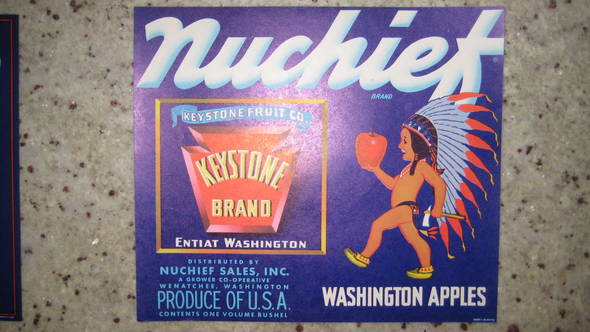 Nuchief
BRAND
KEYSTONE FRUIT CO.
KEYSTONE
BRAND
ENTIAT WASHINGTON
DISTRIBUTED BY
NUCHIEF SALES, INC.
A GROWER CO-OPERATIVE
WENATCHEE, WASHINGTON
PRODUCE OF U.S.A.
CONTENTS ONE VOLUME BUSHEL
WASHINGTON APPLES